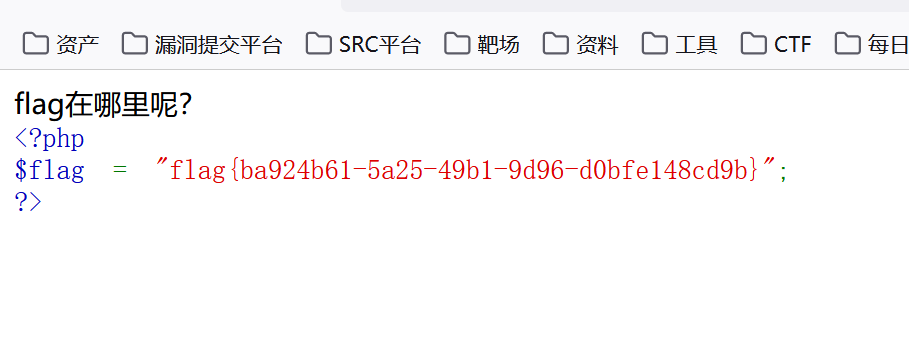 资产 漏洞提交平台 SRC平台 靶场 资料 工具 CTF 每日
flag在哪里呢？
<?php
$flag = "flag{ba924b61-5a25-49b1-9d96-d0bfe148cd9b}";
?>